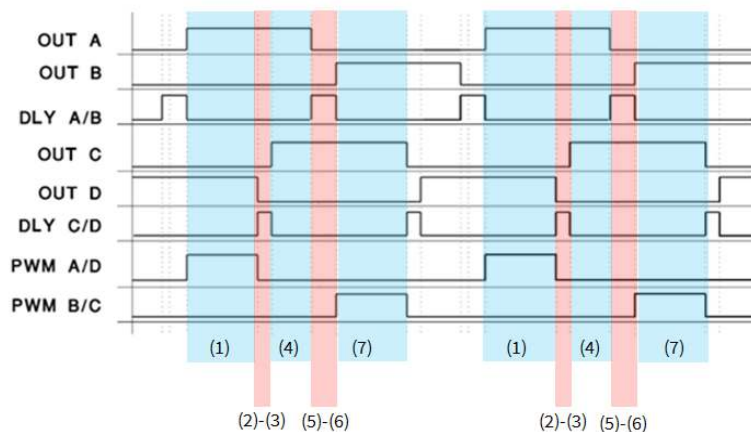 OUT A
OUT B
DLY A/B
OUT C
OUT D
DLY C/D
PWM A/D
PWM B/C
(1) (4) (7) (1) (4) (7)
(2)-(3) (5)-(6) (2)-(3) (5)-(6)